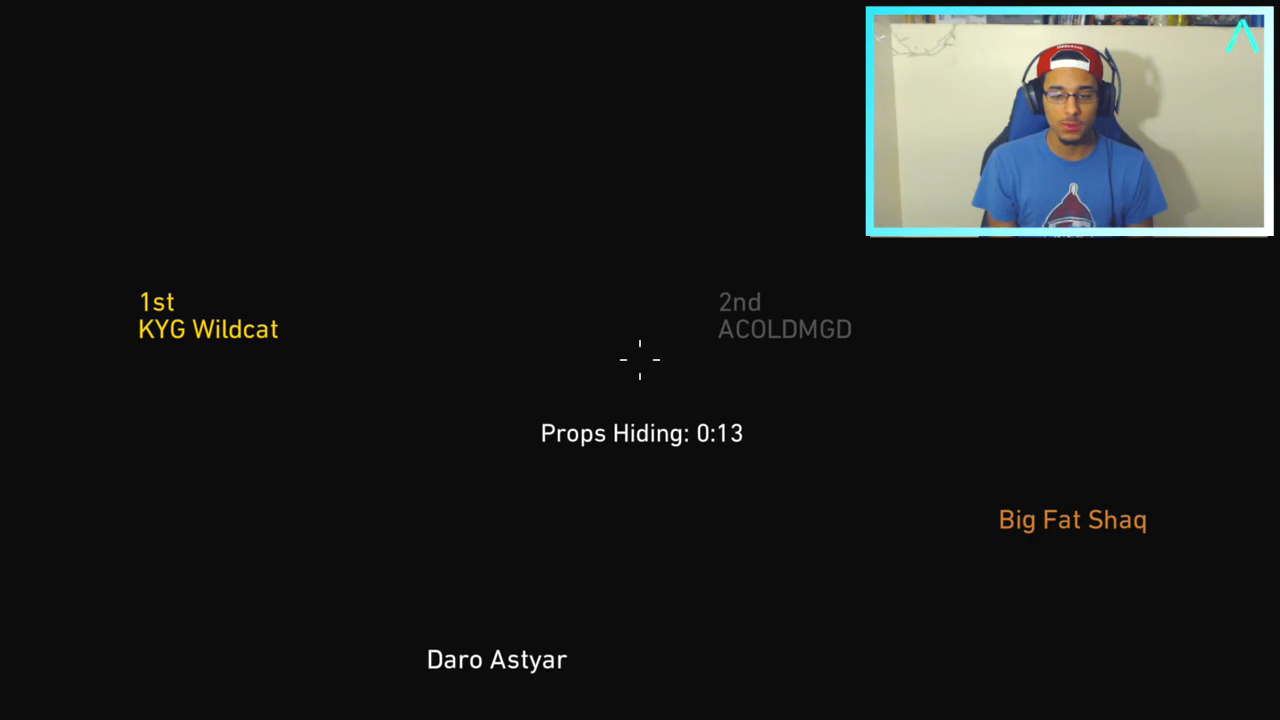 1st
KYG Wildcat
2nd
ACOLDMGD
Props Hiding: 0:13
Big Fat Shaq
Daro Astyar